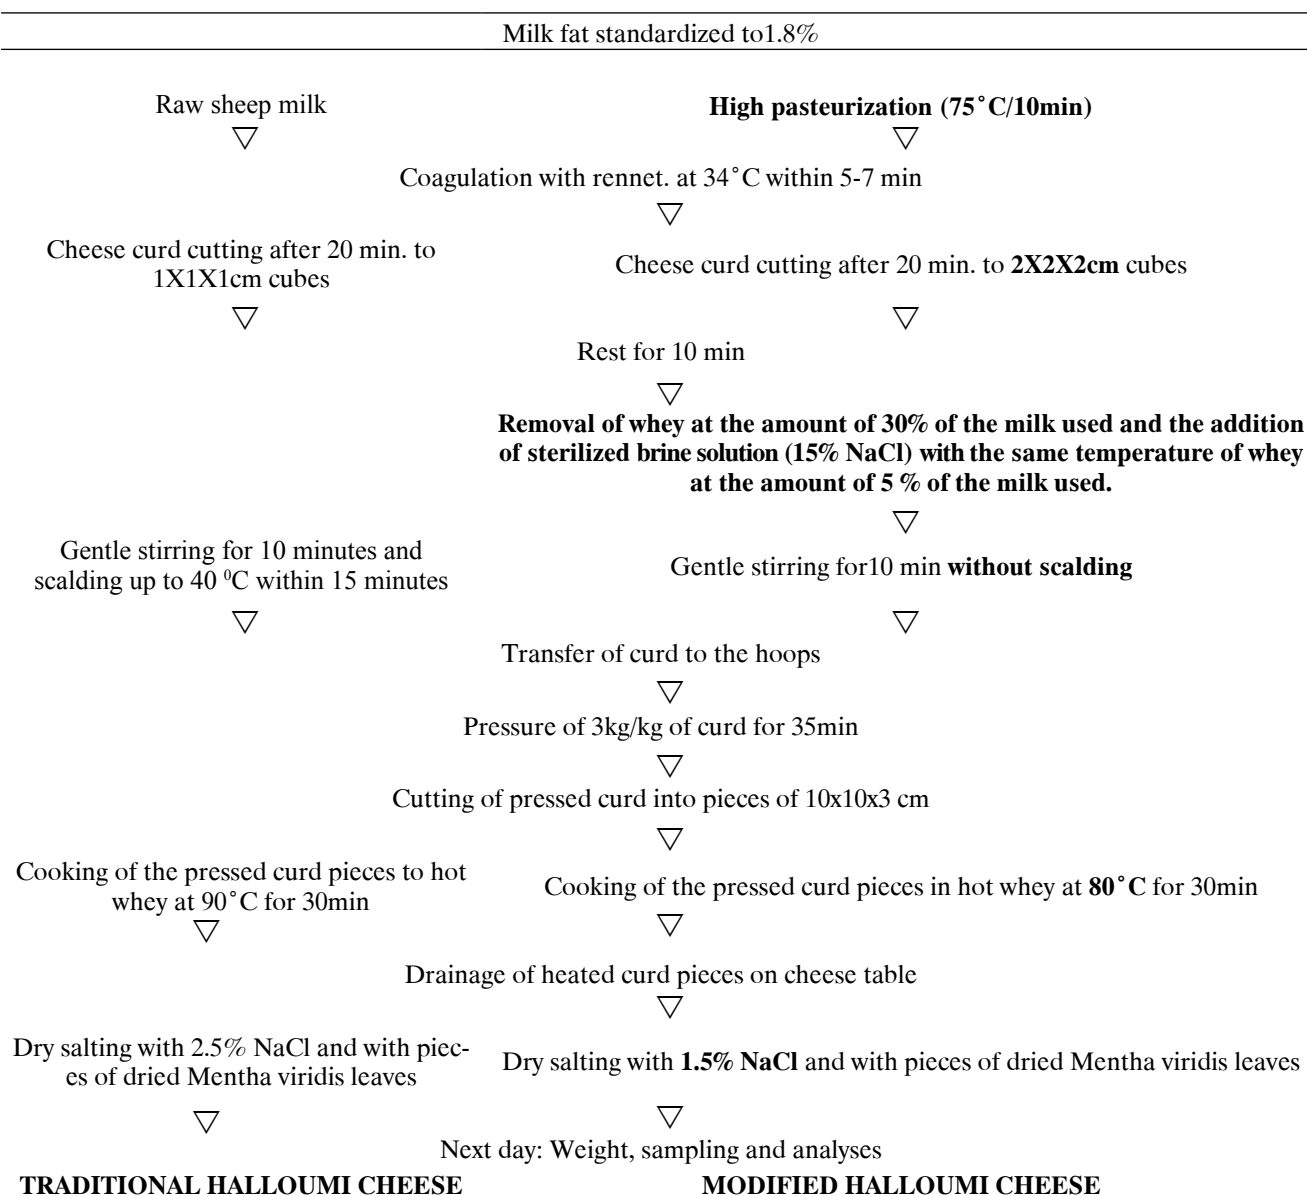 Milk fat standardized to1.8%
Raw sheep milk
High pasteurization (75˚C/10min)
Coagulation with rennet. at 34˚C within 5-7 min
Cheese curd cutting after 20 min. to
1X1X1cm cubes
Cheese curd cutting after 20 min. to 2X2X2cm cubes
Rest for 10 min
Removal of whey at the amount of 30% of the milk used and the addition
of sterilized brine solution (15% NaCl) with the same temperature of whey
at the amount of 5 % of the milk used.
Gentle stirring for 10 minutes and
scalding up to 40 ⁰C within 15 minutes
Gentle stirring for10 min without scalding
Transfer of curd to the hoops
Pressure of 3kg/kg of curd for 35min
Cutting of pressed curd into pieces of 10x10x3 cm
Cooking of the pressed curd pieces to hot
whey at 90˚C for 30min
Cooking of the pressed curd pieces in hot whey at 80˚C for 30min
Drainage of heated curd pieces on cheese table
Dry salting with 2.5% NaCl and with piec-
es of dried Mentha viridis leaves
Dry salting with 1.5% NaCl and with pieces of dried Mentha viridis leaves
Next day: Weight, sampling and analyses
TRADITIONAL HALLOUMI CHEESE
MODIFIED HALLOUMI CHEESE